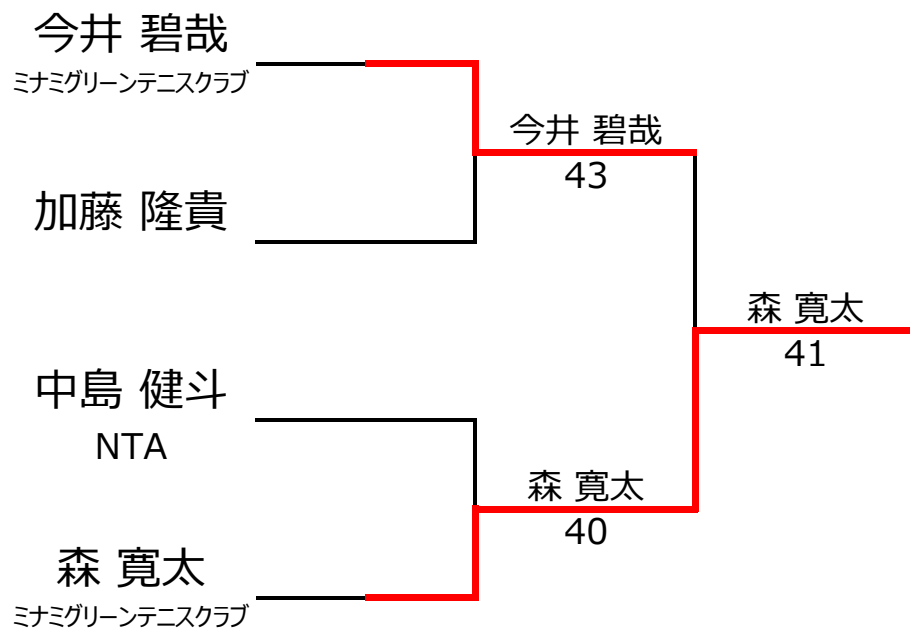 今井 碧哉
ミナミグリーンテニスクラブ
今井 碧哉
43
加藤 隆貴
森 寛太
41
中島 健斗
NTA
森 寛太
40
森 寛太
ミナミグリーンテニスクラブ